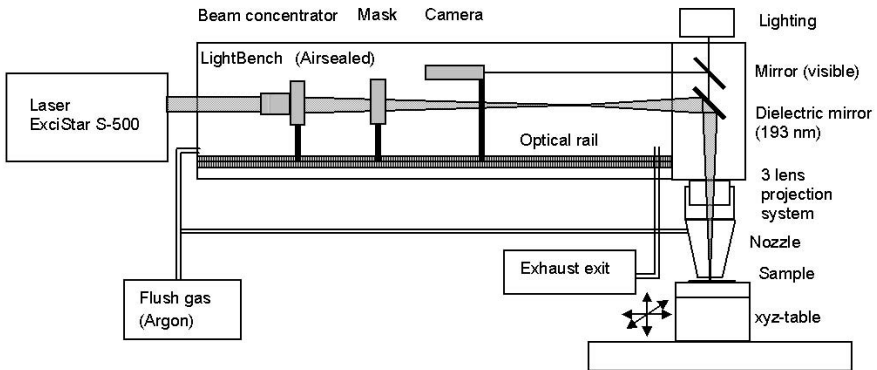 Beam concentrator
Mask
Camera
Lighting
LightBench (Airsealed)
Mirror (visible)
Laser
ExciStar S-500
Dielectric mirror
(193 nm)
Optical rail
3 lens
projection
system
Nozzle
Exhaust exit
Sample
Flush gas
(Argon)
xyz-table